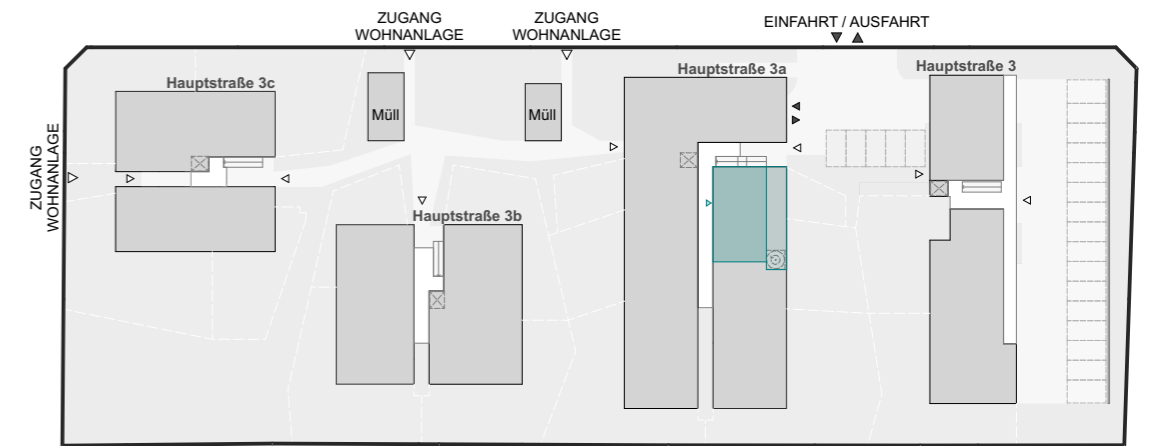 ZUGANG
WOHNANLAGE
ZUGANG
WOHNANLAGE
EINFAHRT / AUSFAHRT
Hauptstraße 3c
Müll
Müll
Hauptstraße 3a
Hauptstraße 3
ZUGANG
WOHNANLAGE
Hauptstraße 3b